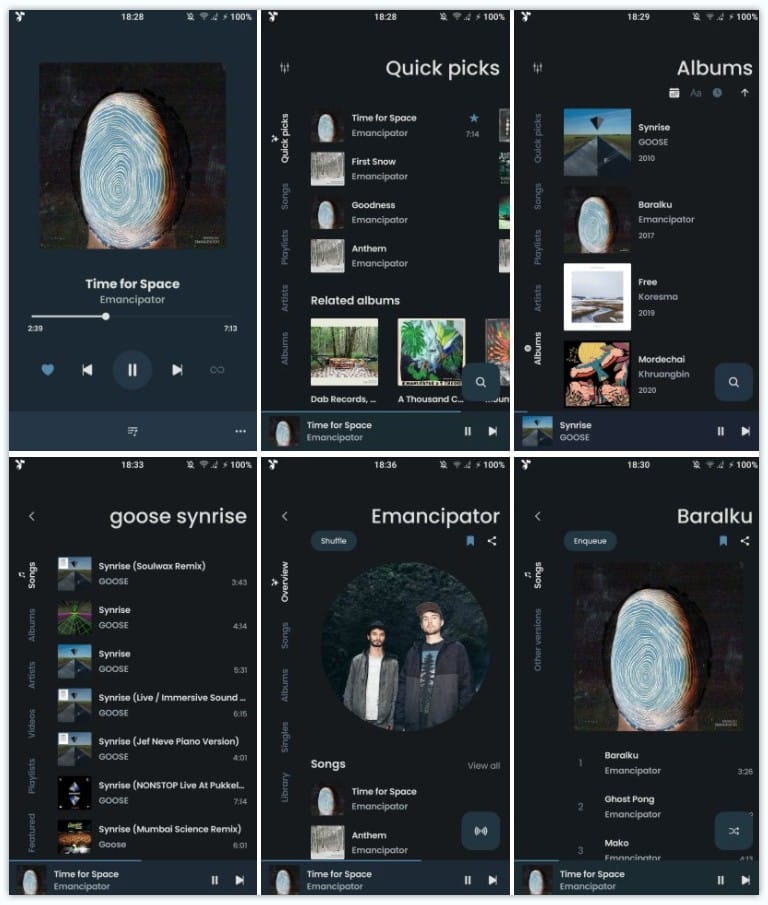 18:28
100%
Time for Space
Emancipator
2:39
7:13
18:28
100%
Quick picks
Quick picks
Songs
Playlists
Artists
Albums
Time for Space
Emancipator
7:14
First Snow
Emancipator
Goodness
Emancipator
Anthem
Emancipator
Related albums
Dab Records, ...
A Thousand C...
Time for Space
Emancipator
18:29
100%
Albums
Aa
Quick picks
Songs
Playlists
Artists
Albums
Synrise
GOOSE
2010
Baralku
Emancipator
2017
Free
Koresma
2019
Mordechai
Khruangbin
2020
Synrise
GOOSE
18:33
100%
goose synrise
Songs
Albums
Artists
Videos
Playlists
Featured
Synrise (Soulwax Remix)
GOOSE
3:43
Synrise
GOOSE
4:14
Synrise
GOOSE
5:31
Synrise (Live / Immersive Sound ...
GOOSE
6:15
Synrise (Jef Neve Piano Version)
GOOSE
4:01
Synrise (NONSTOP Live At Pukkel...
GOOSE
7:14
Synrise (Mumbai Science Remix)
Goose
6:01
Time for Space
Emancipator
18:36
100%
Emancipator
Shuffle
Overview
Songs
Albums
Singles
Library
Songs
View all
Time for Space
Emancipator
Anthem
Emancipator
Time for Space
Emancipator
18:30
100%
Baralku
Enqueue
Songs
Other versions
1
Baralku
Emancipator
3:26
2
Ghost Pong
Emancipator
3
Mako
Emancipator
4:13
Time for Space
Emancipator